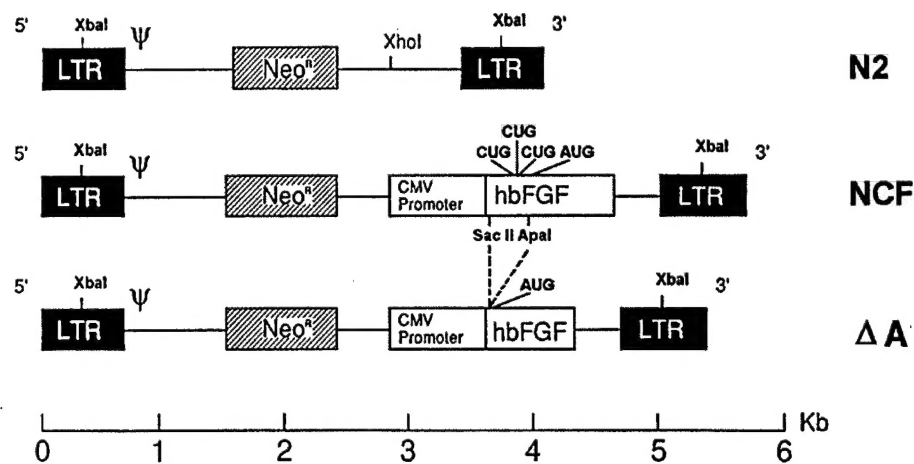 5' XbaI Ψ XhoI XbaI 3'
LTR Neo^R LTR N2
CUG
CUG CUG AUG
5' XbaI Ψ XbaI 3'
LTR Neo^R CMV Promoter hbFGF LTR NCF
Sac II ApaI
5' XbaI Ψ AUG XbaI 3'
LTR Neo^R CMV Promoter hbFGF LTR Δ A
Kb
0 1 2 3 4 5 6